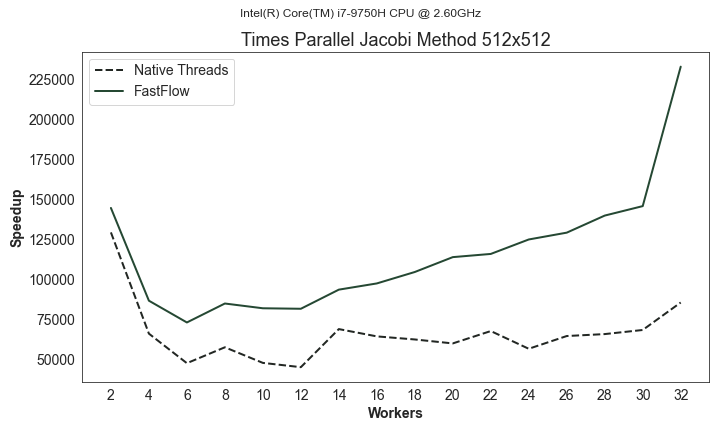 Intel(R) Core(TM) i7-9750H CPU @ 2.60GHz
Times Parallel Jacobi Method 512x512
Native Threads
FastFlow
225000
200000
175000
150000
125000
100000
75000
50000
Speedup
2 4 6 8 10 12 14 16 18 20 22 24 26 28 30 32
Workers